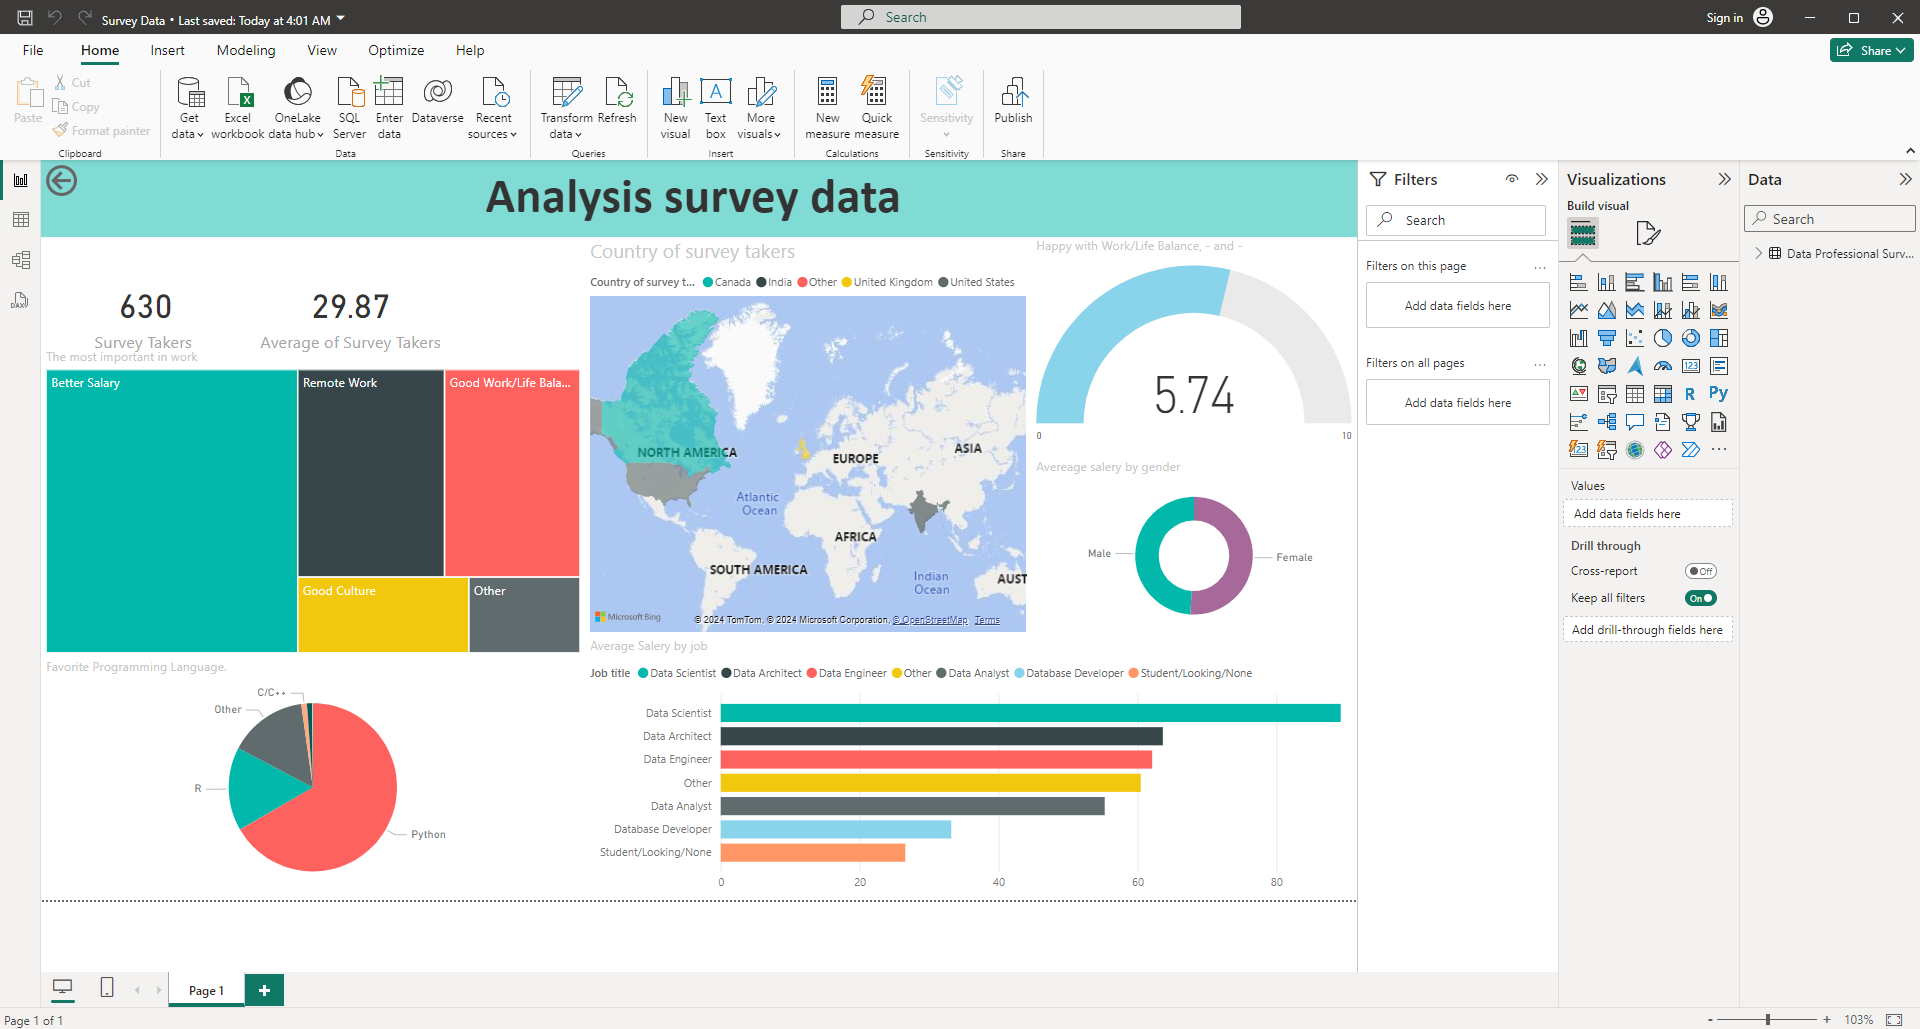 Survey Data • Last saved: Today at 4:01 AM
Search
Sign in
File
Home
Insert
Modeling
View
Optimize
Help
Share
Paste
Cut
Copy
Format painter
Clipboard
Get data
Excel workbook
OneLake data hub
SQL Server
Enter data
Dataverse
Recent sources
Data
Transform data
Refresh
Queries
New visual
Text box
More visuals
Insert
New measure
Quick measure
Calculations
Sensitivity
Sensitivity
Publish
Share
Analysis survey data
630
Survey Takers
29.87
Average of Survey Takers
The most important in work
Better Salary
Remote Work
Good Work/Life Bala...
Good Culture
Other
Favorite Programming Language.
C/C++
Other
R
Python
Country of survey takers
Country of survey t...
Canada
India
Other
United Kingdom
United States
NORTH AMERICA
EUROPE
ASIA
Atlantic Ocean
AFRICA
SOUTH AMERICA
Indian Ocean
AUST
Microsoft Bing
© 2024 TomTom, © 2024 Microsoft Corporation, © OpenStreetMap Terms
Happy with Work/Life Balance, - and -
5.74
0
10
Avereage salery by gender
Male
Female
Average Salery by job
Job title
Data Scientist
Data Architect
Data Engineer
Other
Data Analyst
Database Developer
Student/Looking/None
Data Scientist
Data Architect
Data Engineer
Other
Data Analyst
Database Developer
Student/Looking/None
0
20
40
60
80
Filters
Search
Filters on this page
...
Add data fields here
Filters on all pages
...
Add data fields here
Visualizations
Build visual
123
R
Py
123
...
Values
Add data fields here
Drill through
Cross-report
Off
Keep all filters
On
Add drill-through fields here
Data
Search
Data Professional Surv...
DAX
Page 1
+
Page 1 of 1
-
+
103%